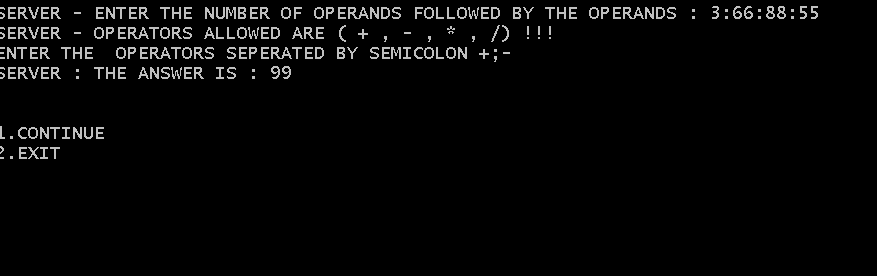 SERVER - ENTER THE NUMBER OF OPERANDS FOLLOWED BY THE OPERANDS : 3:66:88:55
SERVER - OPERATORS ALLOWED ARE ( + , - , * , /) !!!
ENTER THE  OPERATORS SEPERATED BY SEMICOLON +;-
SERVER : THE ANSWER IS : 99
1.CONTINUE
2.EXIT